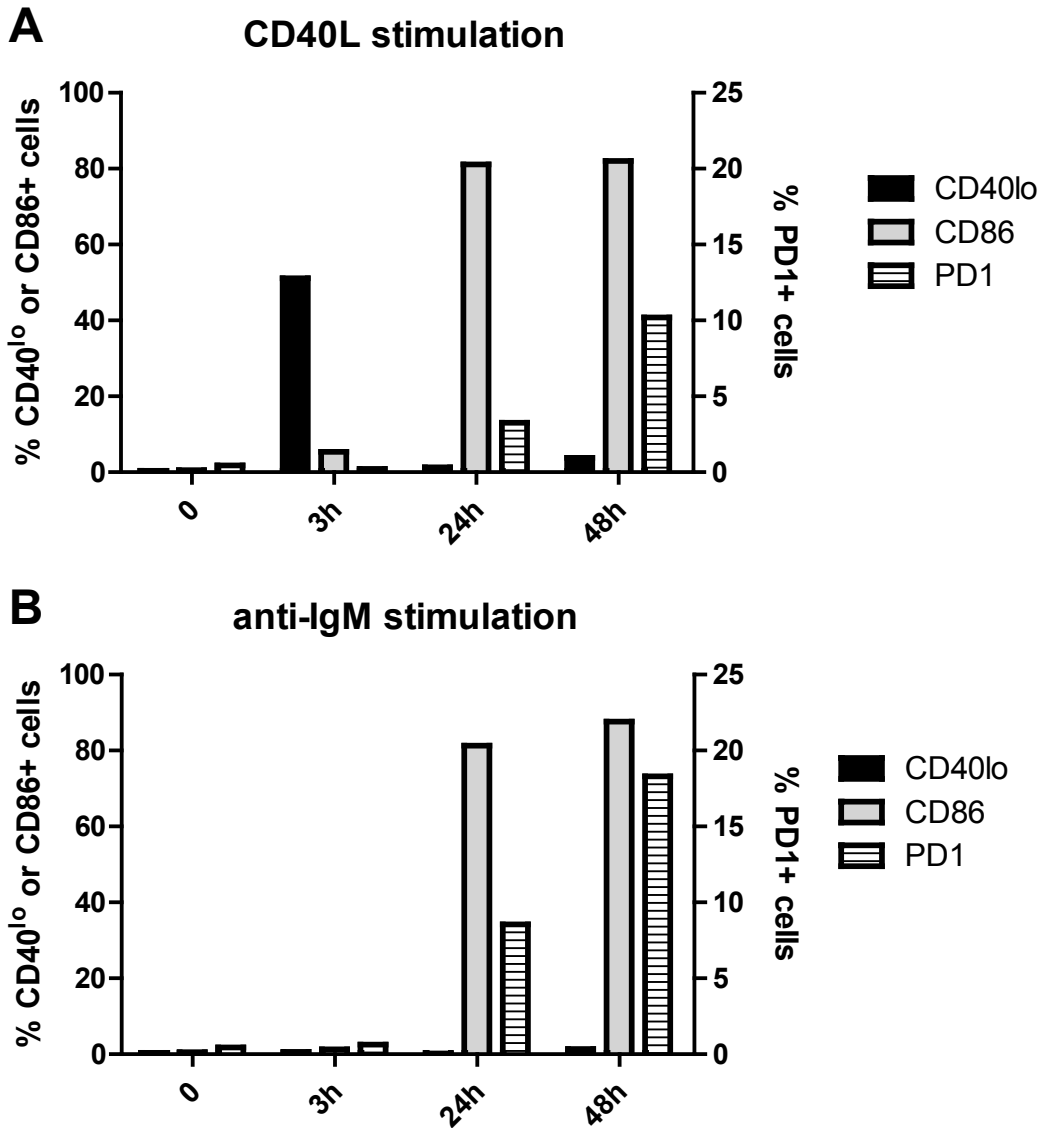 A
CD40L stimulation
% CD40lo or CD86+ cells
100
80
60
40
20
0
25
20
15
10
5
0
% PD1+ cells
0
3h
24h
48h
CD40lo
CD86
PD1
B
anti-IgM stimulation
% CD40lo or CD86+ cells
100
80
60
40
20
0
25
20
15
10
5
0
% PD1+ cells
0
3h
24h
48h
CD40lo
CD86
PD1